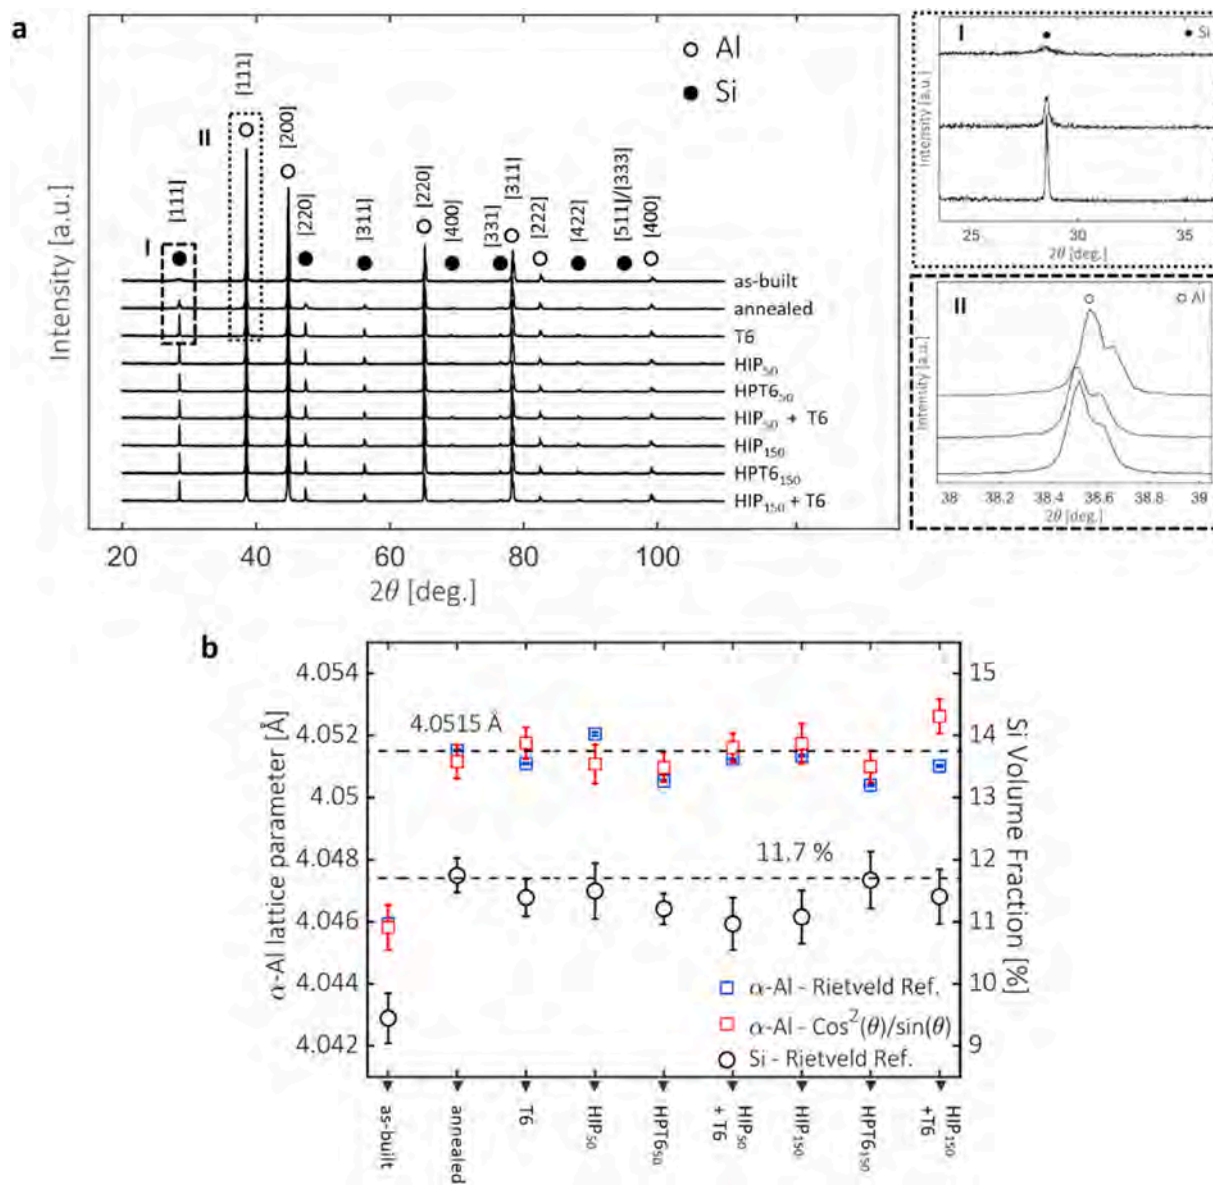 a
Intensity [a.u.]
II
I
[111]
[111]
[200]
[220]
[311]
[220]
[400]
[331]
[311]
[222]
[422]
[511]/[333]
[400]
Al
Si
as-built
annealed
T6
HIP₅₀
HPT6₅₀
HIP₅₀ + T6
HIP₁₅₀
HPT6₁₅₀
HIP₁₅₀ + T6
20 40 60 80 100
2θ [deg.]
I
Si
Intensity [a.u.]
25 30 35
2θ [deg.]
II
Al
Intensity [a.u.]
38 38.2 38.4 38.6 38.8 39
2θ [deg.]
b
α-Al lattice parameter [Å]
4.054
4.052
4.05
4.048
4.046
4.044
4.042
4.0515 Å
11.7 %
α-Al - Rietveld Ref.
α-Al - Cos²(θ)/sin(θ)
Si - Rietveld Ref.
15
14
13
12
11
10
9
Si Volume Fraction [%]
as-built
annealed
T6
HIP₅₀
HPT6₅₀
HIP₅₀
+ T6
HIP₁₅₀
HPT6₁₅₀
HIP₁₅₀
+ T6